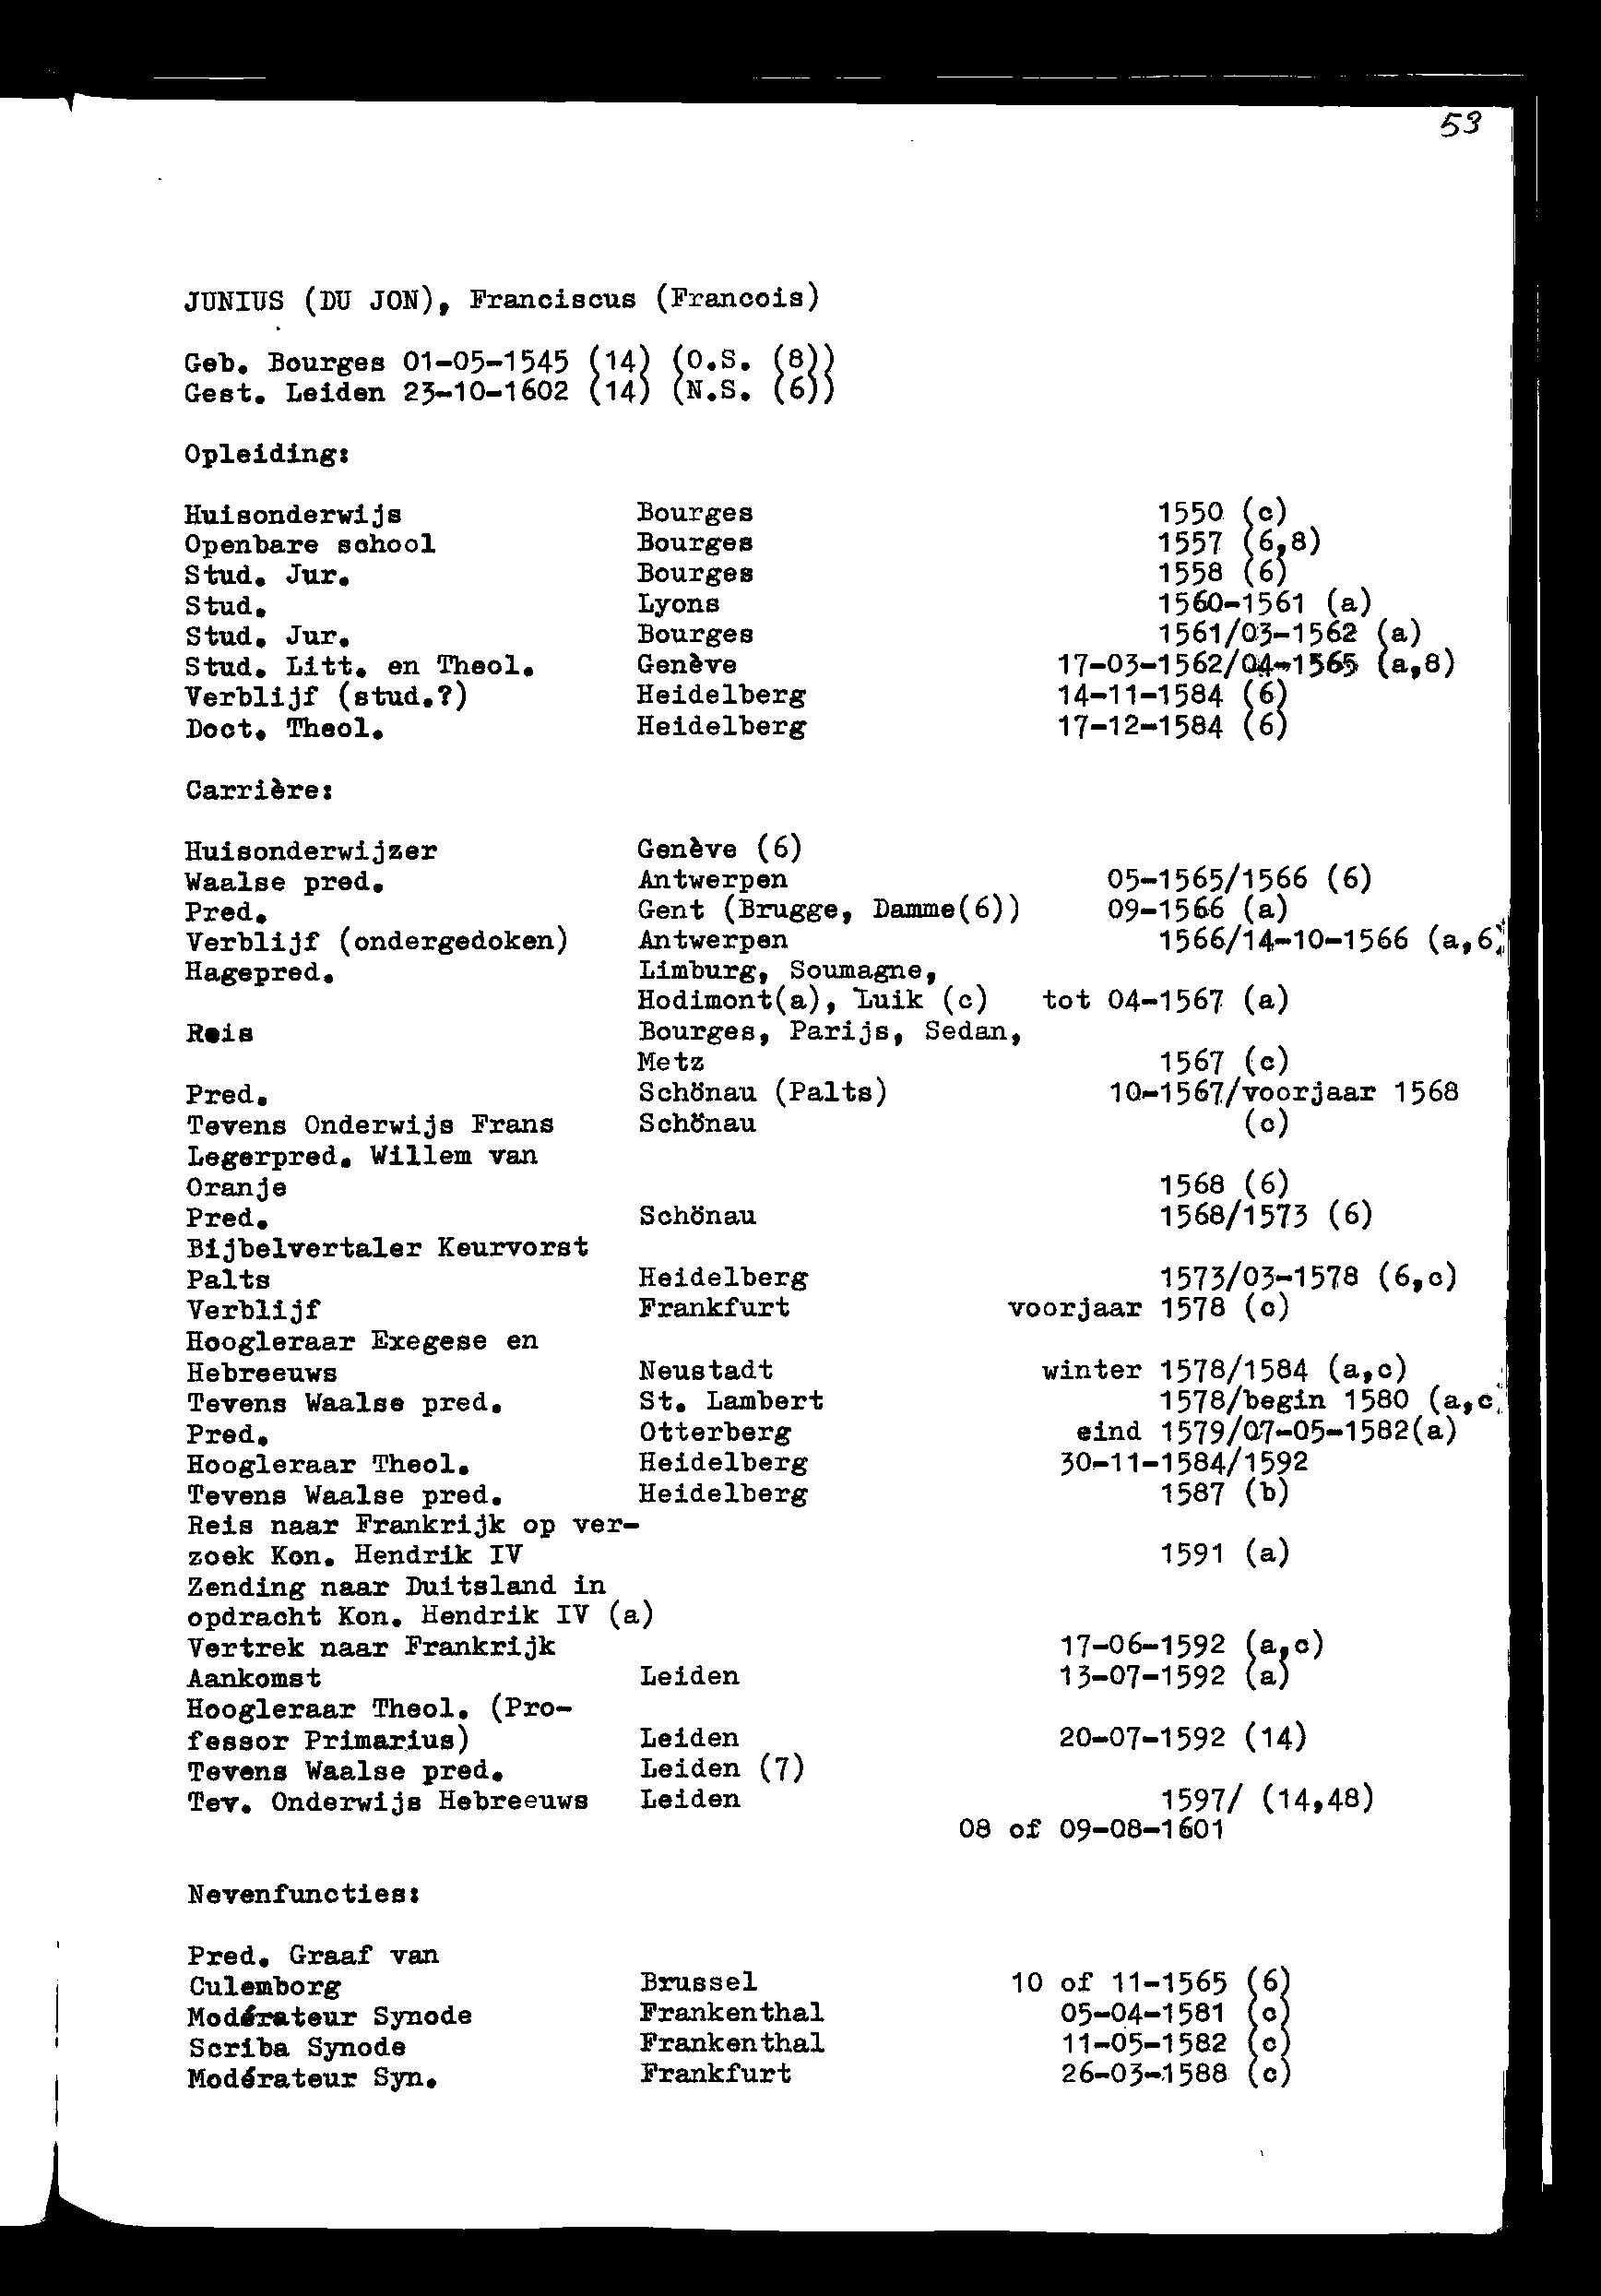 53
JUNIUS (DU JON), Franciscus (Francois)
Geb. Bourges 01-05-1545 (14) (O.S. (8))
Gest. Leiden 23-10-1602 (14) (N.S. (6))
Opleiding:
Huisonderwijs Bourges 1550 (c)
Openbare school Bourges 1557 (6,8)
Stud. Jur. Bourges 1558 (6)
Stud. Lyons 1560-1561 (a)
Stud. Jur. Bourges 1561/03-1562 (a)
Stud. Litt. en Theol. Genève 17-03-1562/04-1565 (a,8)
Verblijf (stud.?) Heidelberg 14-11-1584 (6)
Doct. Theol. Heidelberg 17-12-1584 (6)
Carrière:
Huisonderwijzer Genève (6)
Waalse pred. Antwerpen 05-1565/1566 (6)
Pred. Gent (Brugge, Damme(6)) 09-1566 (a)
Verblijf (ondergedoken) Antwerpen 1566/14-10-1566 (a,6)
Hagepred. Limburg, Soumagne,
Hodimont(a), Luik (c) tot 04-1567 (a)
Reis Bourges, Parijs, Sedan,
Metz 1567 (c)
Pred. Schönau (Palts) 10-1567/voorjaar 1568
Tevens Onderwijs Frans Schönau (c)
Legerpred. Willem van
Oranje 1568 (6)
Pred. Schönau 1568/1573 (6)
Bijbelvertaler Keurvorst
Palts Heidelberg 1573/03-1578 (6,c)
Verblijf Frankfurt voorjaar 1578 (c)
Hoogleraar Exegese en
Hebreeuws Neustadt winter 1578/1584 (a,c)
Tevens Waalse pred. St. Lambert 1578/begin 1580 (a,c)
Pred. Otterberg eind 1579/07-05-1582(a)
Hoogleraar Theol. Heidelberg 30-11-1584/1592
Tevens Waalse pred. Heidelberg 1587 (b)
Reis naar Frankrijk op ver-
zoek Kon. Hendrik IV 1591 (a)
Zending naar Duitsland in
opdracht Kon. Hendrik IV (a)
Vertrek naar Frankrijk 17-06-1592 (a,c)
Aankomst Leiden 13-07-1592 (a)
Hoogleraar Theol. (Pro-
fessor Primarius) Leiden 20-07-1592 (14)
Tevens Waalse pred. Leiden (7)
Tev. Onderwijs Hebreeuws Leiden 1597/ (14,48)
08 of 09-08-1601
Nevenfuncties:
Pred. Graaf van
Culemborg Brussel 10 of 11-1565 (6)
Modérateur Synode Frankenthal 05-04-1581 (c)
Scriba Synode Frankenthal 11-05-1582 (c)
Modérateur Syn. Frankfurt 26-03-1588 (c)